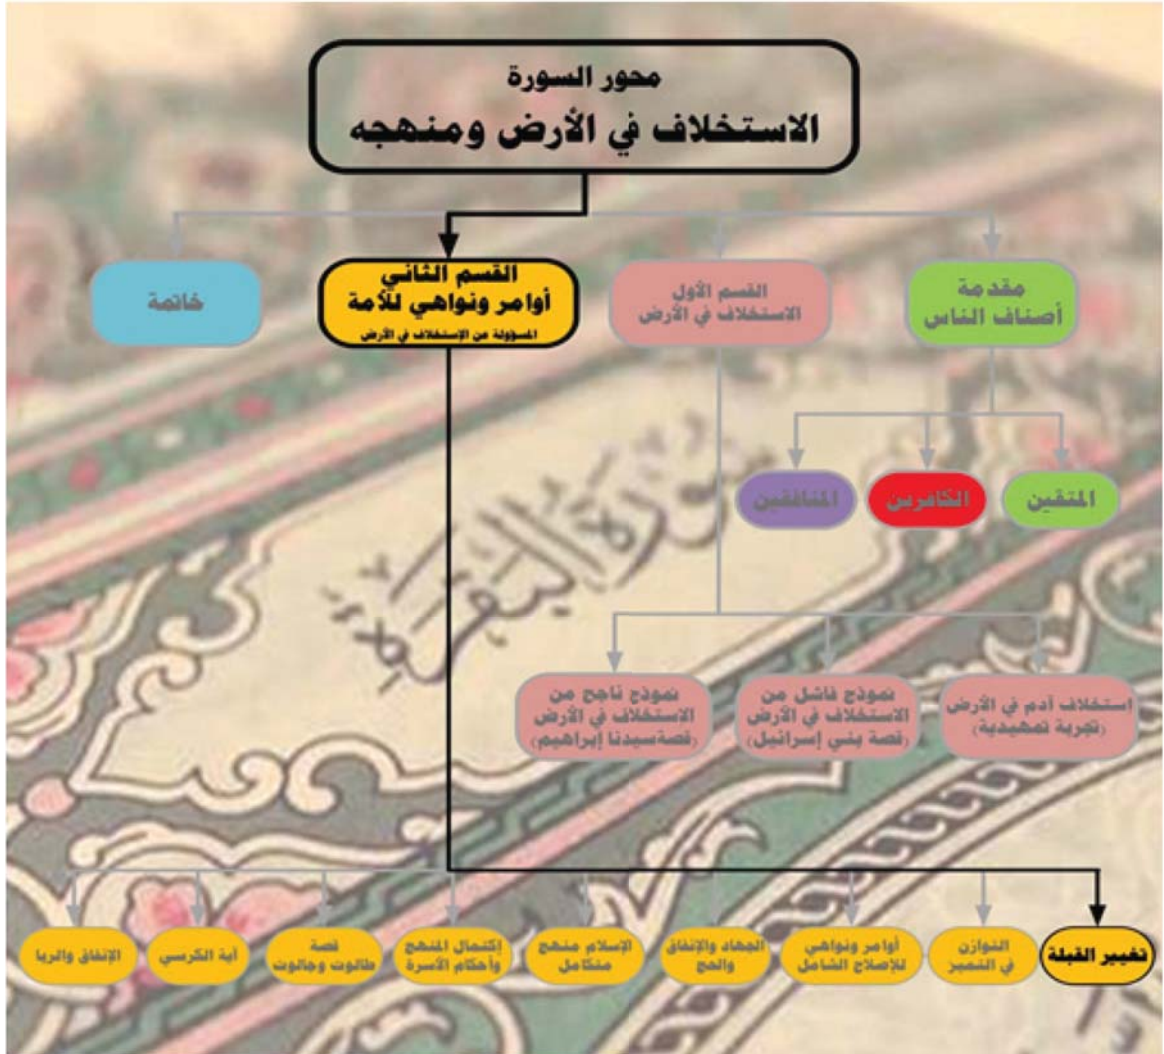 محور السورة
الاستخلاف في الأرض ومنهجه
مقدمة
أصناف الناس
القسم الأول
الاستخلاف في الأرض
القسم الثاني
أوامر ونواهي للأمة
المسؤولة عن الإستخلاف في الأرض
خاتمة
المتقين
الكافرين
المنافقين
سورة البقرة
إستخلاف آدم في الأرض
(تجربة تمهيدية)
نموذج فاشل من
الاستخلاف في الأرض
(قصة بني إسرائيل)
نموذج ناجح من
الاستخلاف في الأرض
(قصة سيدنا إبراهيم)
تغيير القبلة
التوازن
في التميز
أوامر ونواهي
للإصلاح الشامل
الجهاد والإنفاق
والحج
الإسلام منهج
متكامل
إكتمال المنهج
وأحكام الأسرة
قصة
طالوت وجالوت
آية الكرسي
الإنفاق والربا